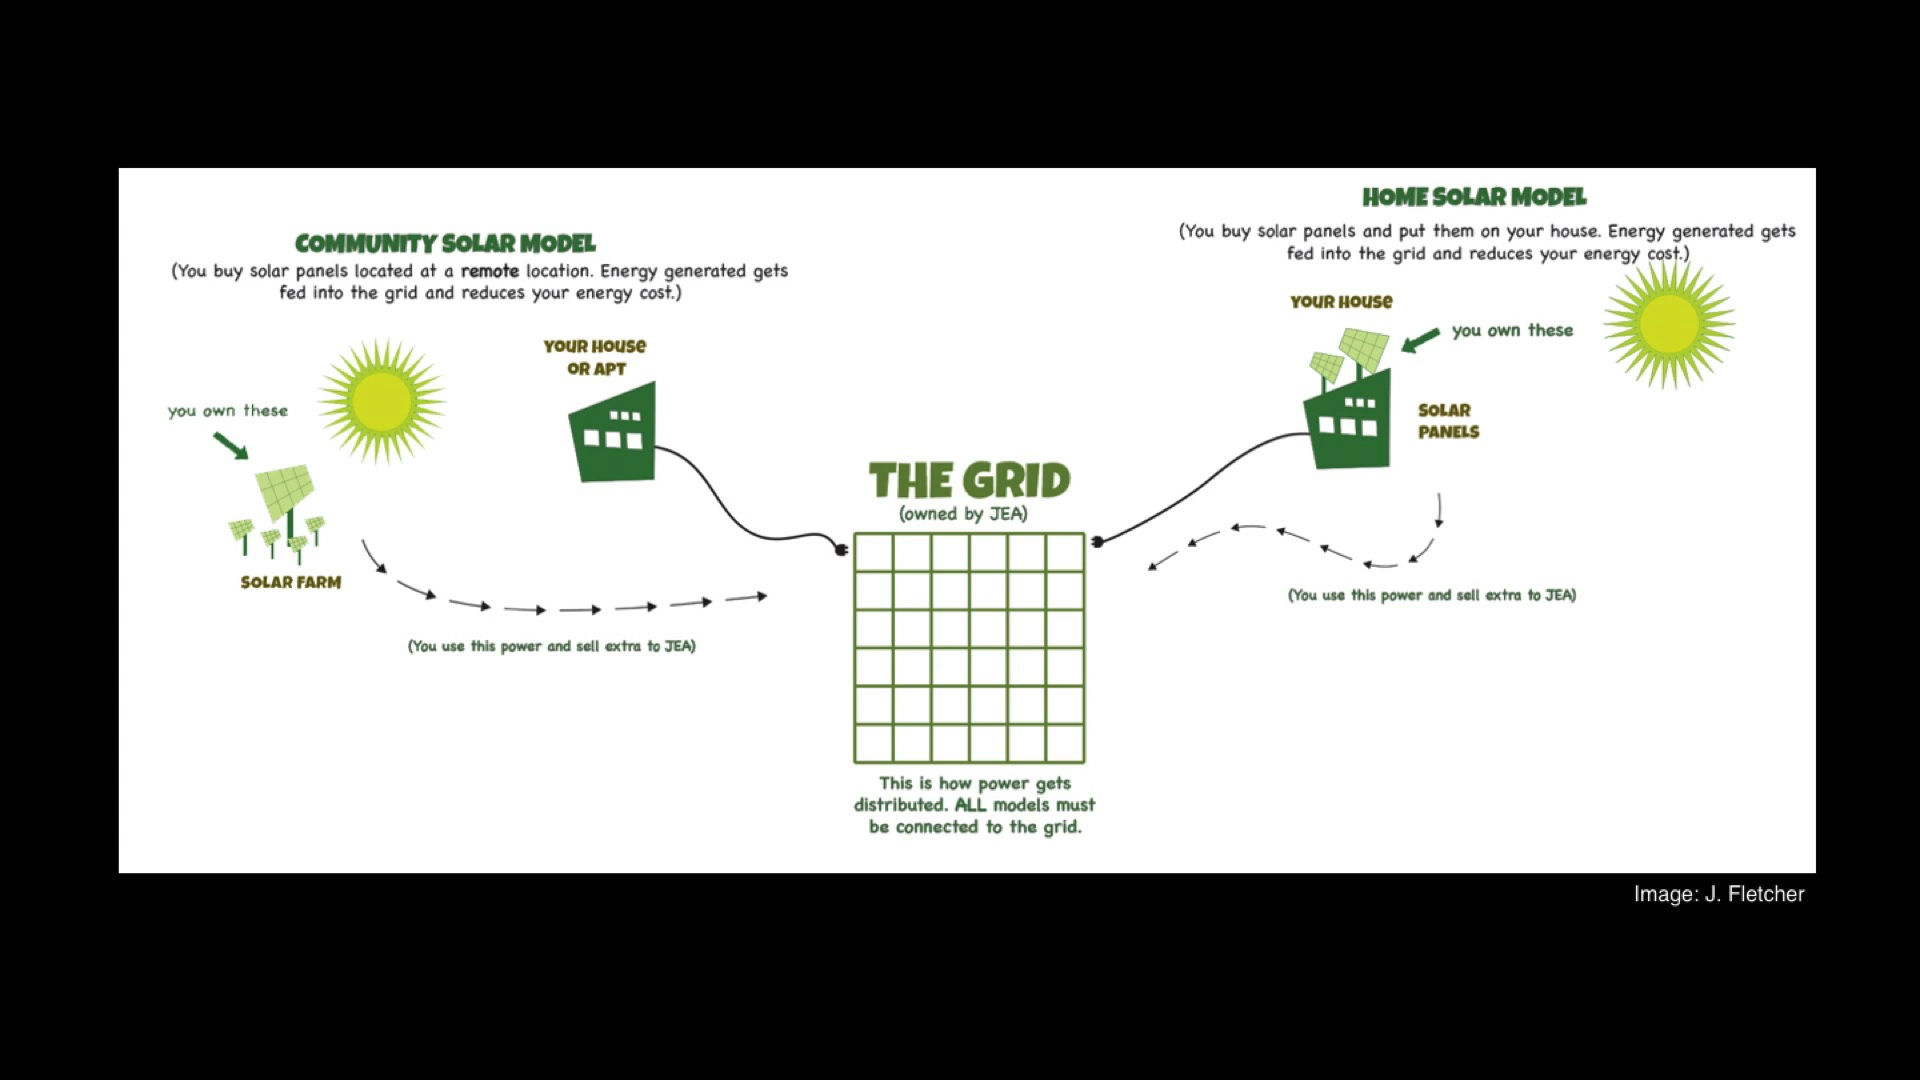 COMMUNITY SOLAR MODEL
(You buy solar panels located at a remote location. Energy generated gets
fed into the grid and reduces your energy cost.)
YOUR HOUSE
OR APT
you own these
SOLAR FARM
(You use this power and sell extra to JEA)
THE GRID
(owned by JEA)
This is how power gets
distributed. ALL models must
be connected to the grid.
HOME SOLAR MODEL
(You buy solar panels and put them on your house. Energy generated gets
fed into the grid and reduces your energy cost.)
YOUR HOUSE
you own these
SOLAR
PANELS
(You use this power and sell extra to JEA)
Image: J. Fletcher